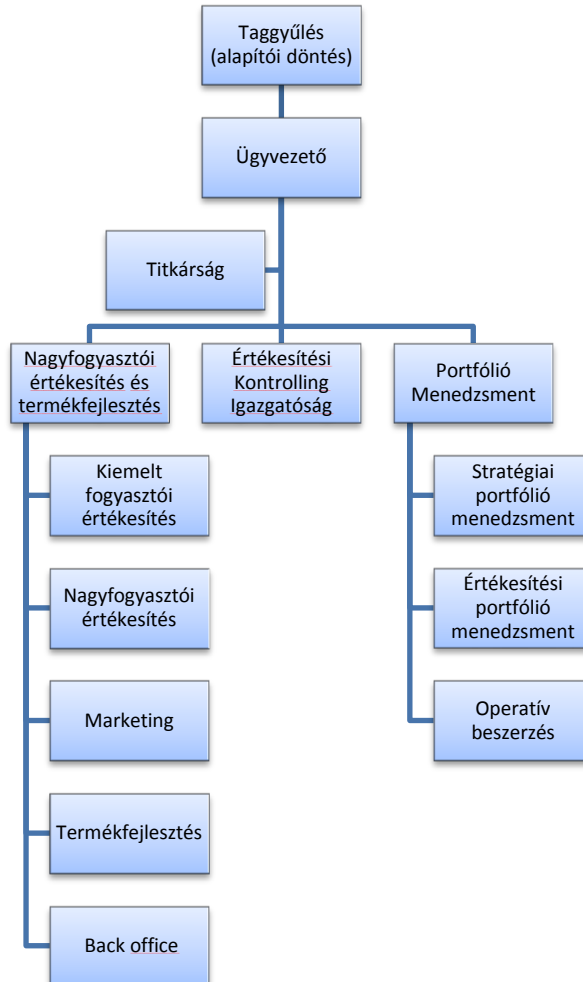 Taggyűlés
(alapítói döntés)
Ügyvezető
Titkárság
Nagyfogyasztói
értékesítés és
termékfejlesztés
Értékesítési
Kontrolling
Igazgatóság
Portfólió
Menedzsment
Kiemelt
fogyasztói
értékesítés
Nagyfogyasztói
értékesítés
Marketing
Termékfejlesztés
Back office
Stratégiai
portfólió
menedzsment
Értékesítési
portfólió
menedzsment
Operatív
beszerzés